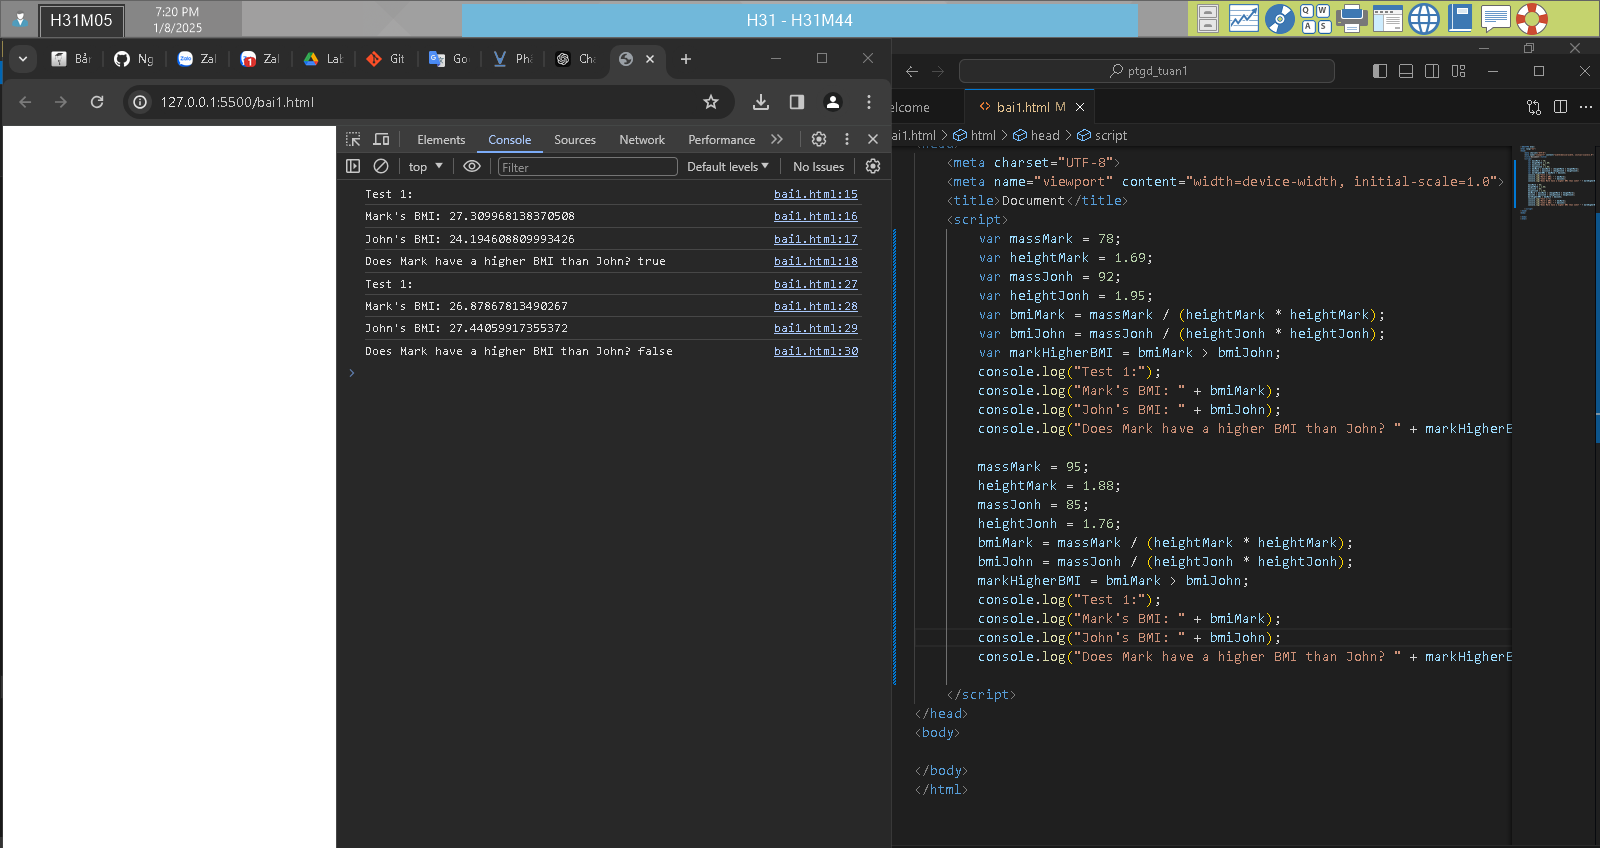 H31M05
7:20 PM
1/8/2025
H31 - H31M44
Q W
A S
Bản
Ng
Zal
Zal
Lab
Git
Go
Phá
Cha
ptgd_tuan1
127.0.0.1:5500/bai1.html
elcome
bai1.html M
ai1.html > html > head > script
Elements
Console
Sources
Network
Performance
top
Filter
Default levels
No Issues
Test 1: bai1.html:15
Mark's BMI: 27.309968138370508 bai1.html:16
John's BMI: 24.194608809993426 bai1.html:17
Does Mark have a higher BMI than John? true bai1.html:18
Test 1: bai1.html:27
Mark's BMI: 26.87867813490267 bai1.html:28
John's BMI: 27.44059917355372 bai1.html:29
Does Mark have a higher BMI than John? false bai1.html:30
>
<meta charset="UTF-8">
<meta name="viewport" content="width=device-width, initial-scale=1.0">
<title>Document</title>
<script>
var massMark = 78;
var heightMark = 1.69;
var massJonh = 92;
var heightJonh = 1.95;
var bmiMark = massMark / (heightMark * heightMark);
var bmiJohn = massJonh / (heightJonh * heightJonh);
var markHigherBMI = bmiMark > bmiJohn;
console.log("Test 1:");
console.log("Mark's BMI: " + bmiMark);
console.log("John's BMI: " + bmiJohn);
console.log("Does Mark have a higher BMI than John? " + markHigherB
massMark = 95;
heightMark = 1.88;
massJonh = 85;
heightJonh = 1.76;
bmiMark = massMark / (heightMark * heightMark);
bmiJohn = massJonh / (heightJonh * heightJonh);
markHigherBMI = bmiMark > bmiJohn;
console.log("Test 1:");
console.log("Mark's BMI: " + bmiMark);
console.log("John's BMI: " + bmiJohn);
console.log("Does Mark have a higher BMI than John? " + markHigherB
</script>
</head>
<body>
</body>
</html>